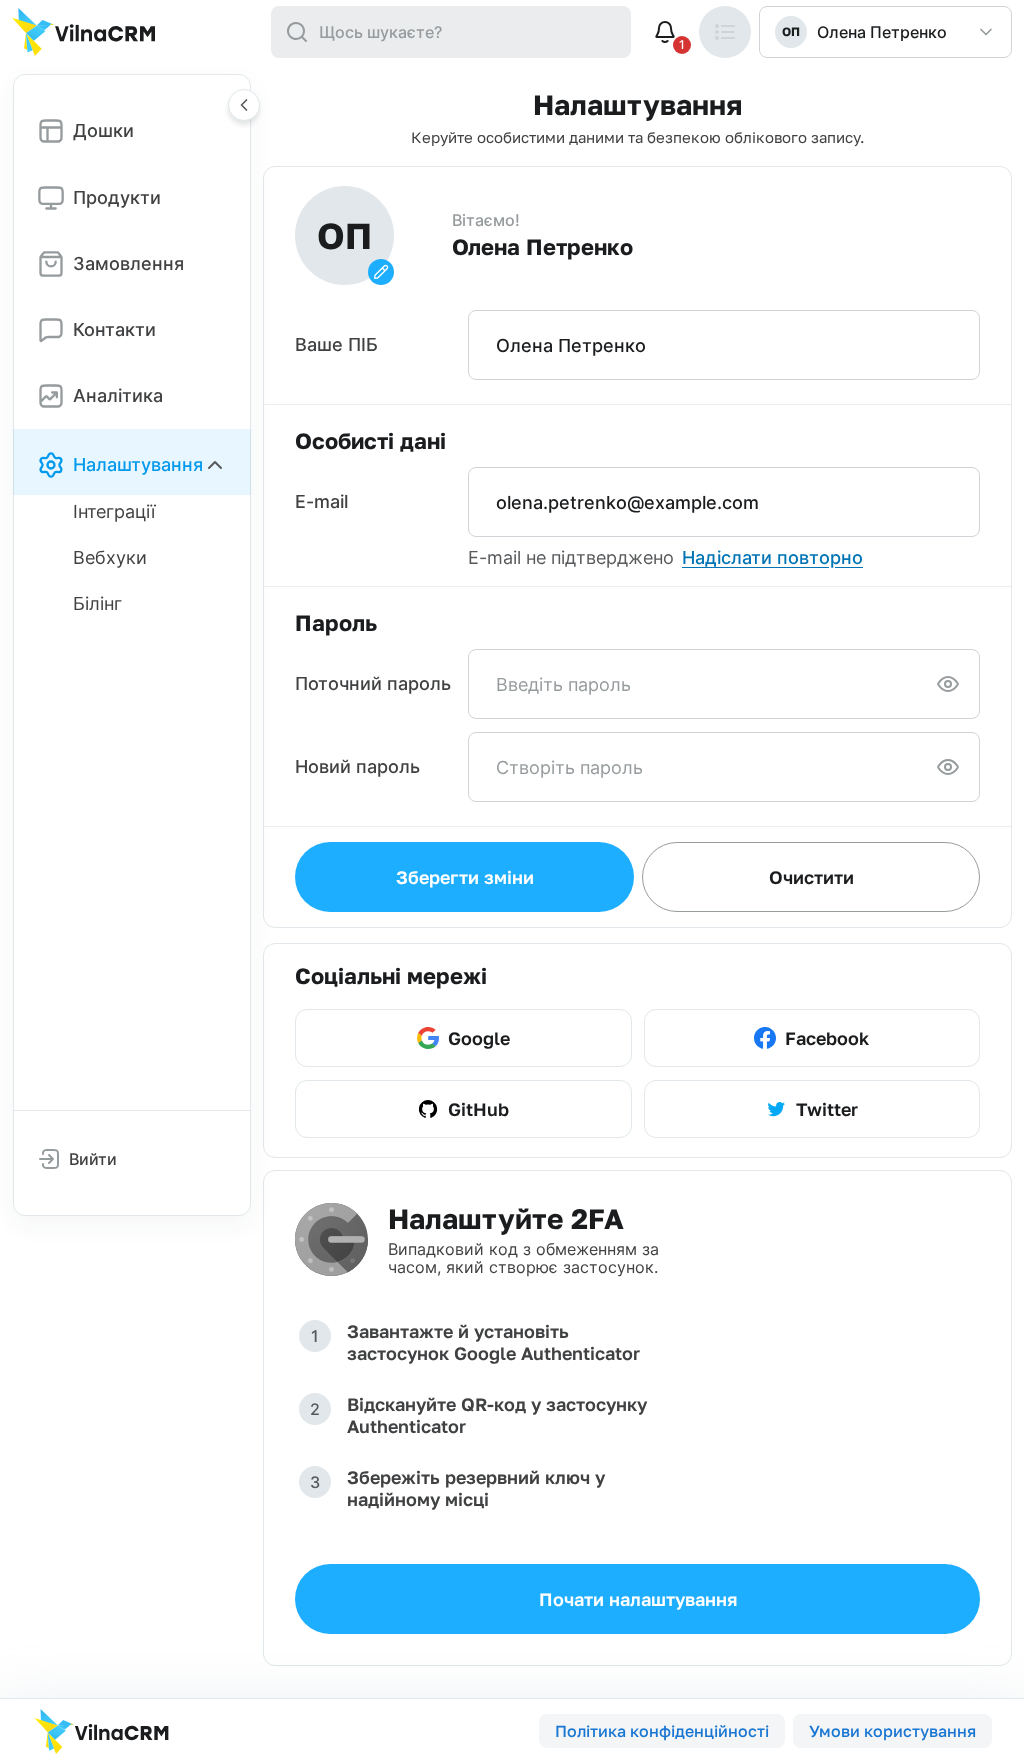 VilnaCRM
Щось шукаєте?
1
ОП
Олена Петренко
Дошки
Продукти
Замовлення
Контакти
Аналітика
Налаштування
Інтеграції
Вебхуки
Білінг
Вийти
Налаштування
Керуйте особистими даними та безпекою облікового запису.
ОП
Вітаємо!
Олена Петренко
Ваше ПІБ
Олена Петренко
Особисті дані
E-mail
olena.petrenko@example.com
E-mail не підтверджено Надіслати повторно
Пароль
Поточний пароль
Введіть пароль
Новий пароль
Створіть пароль
Зберегти зміни
Очистити
Соціальні мережі
Google
Facebook
GitHub
Twitter
Налаштуйте 2FA
Випадковий код з обмеженням за
часом, який створює застосунок.
1
Завантажте й установіть
застосунок Google Authenticator
2
Відскануйте QR-код у застосунку
Authenticator
3
Збережіть резервний ключ у
надійному місці
Почати налаштування
VilnaCRM
Політика конфіденційності
Умови користування